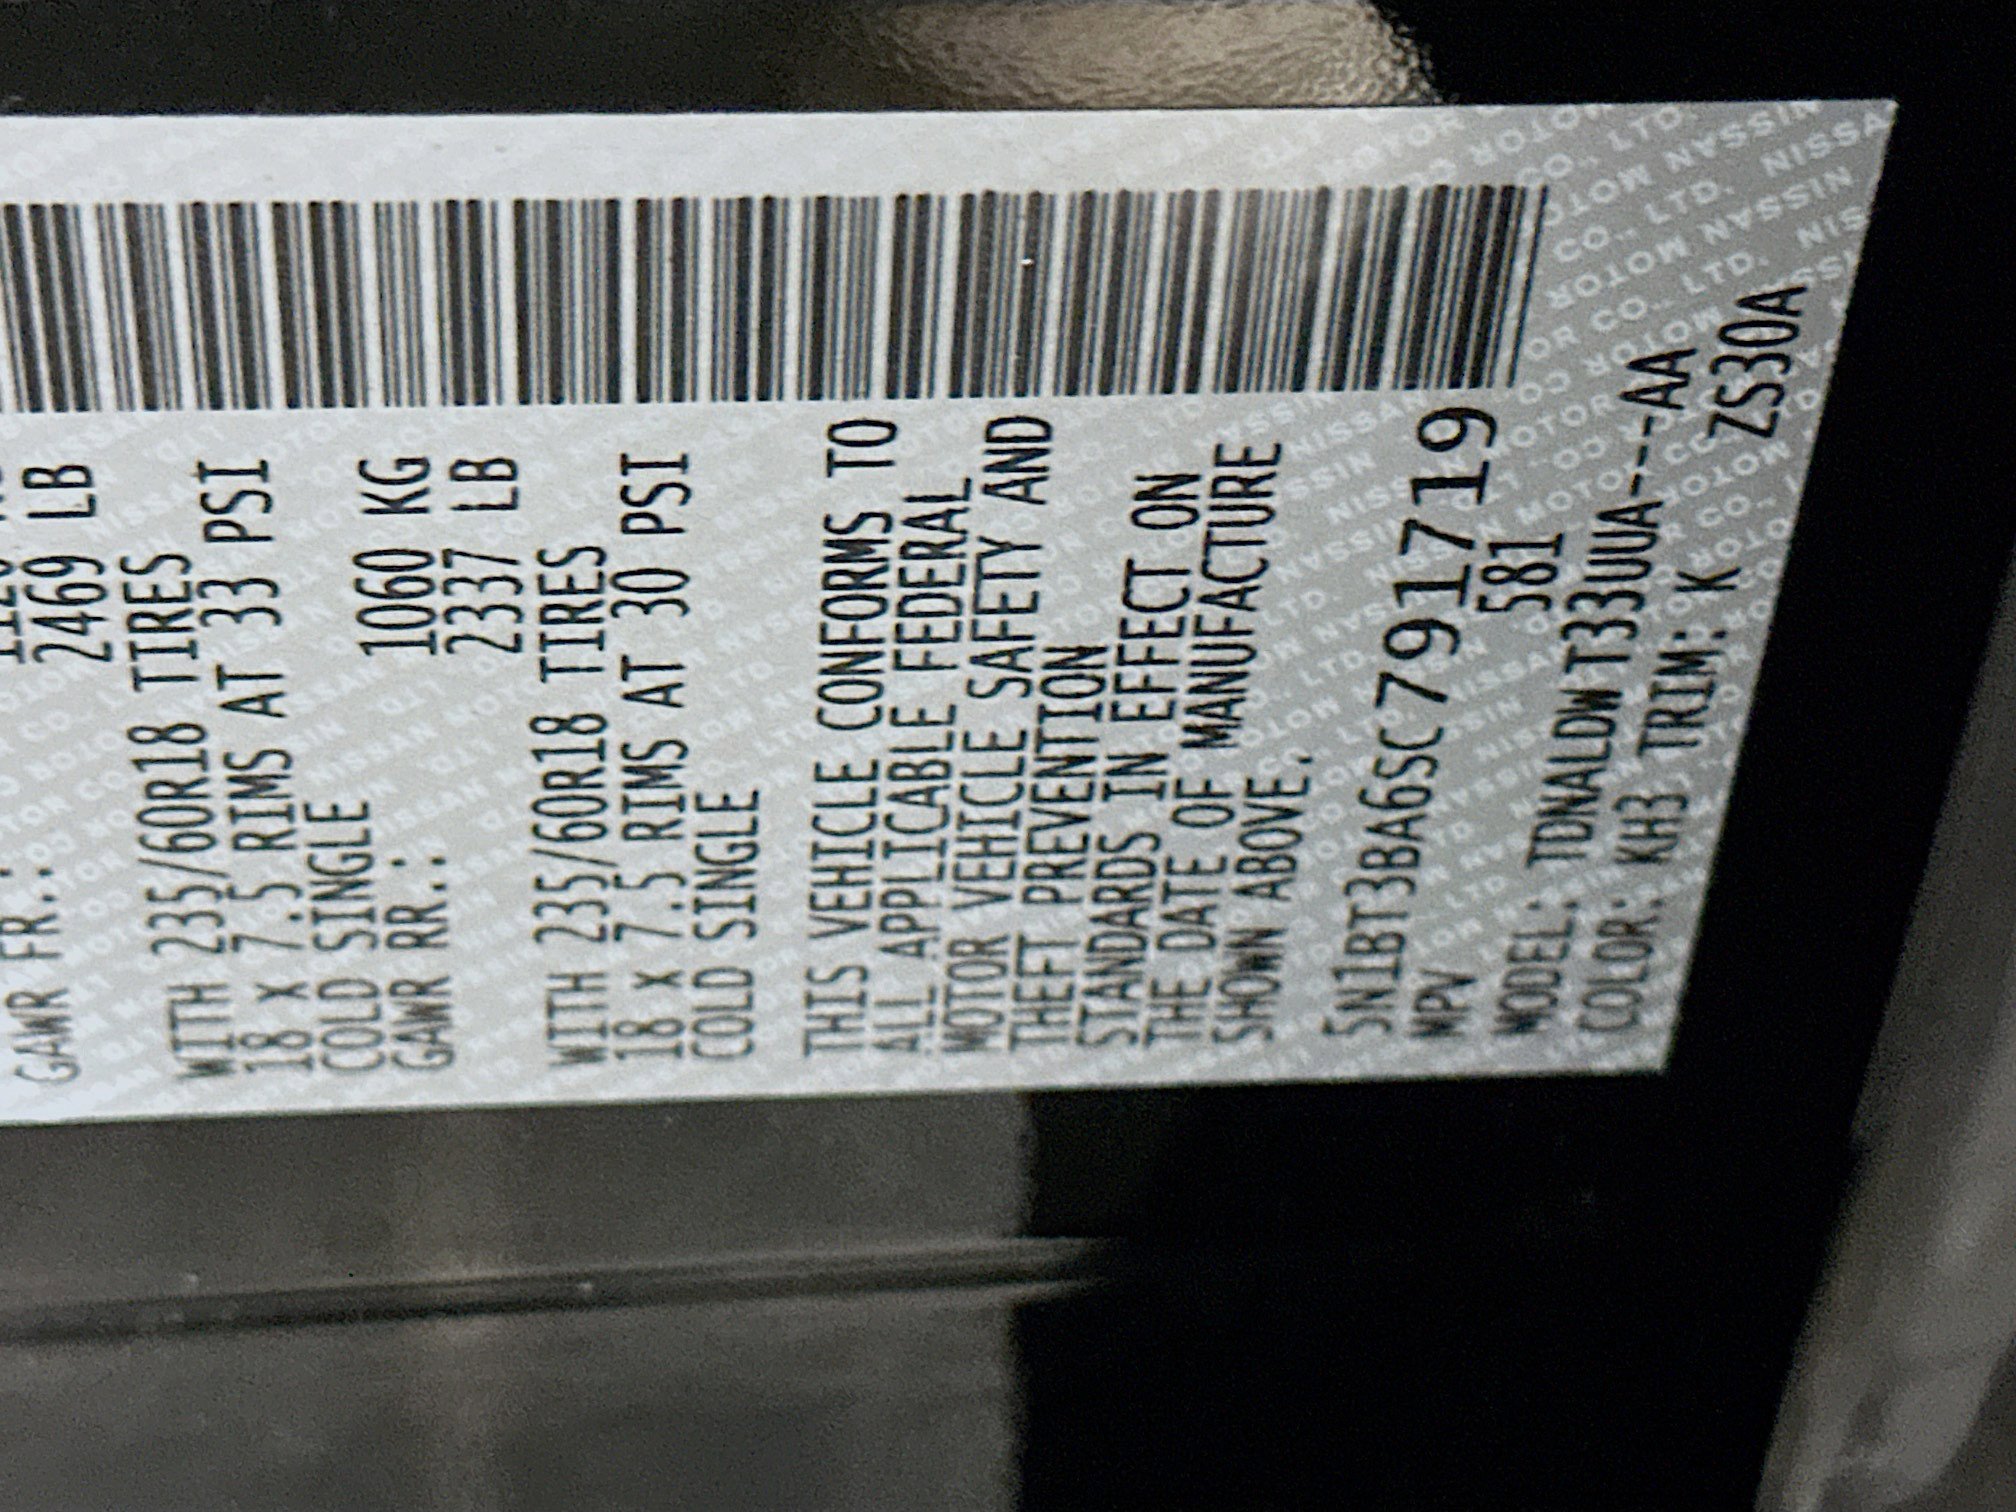 GAWR FR.:
2469 LB
WITH 235/60R18 TIRES
18 x 7.5 RIMS AT 33 PSI
COLD SINGLE
GAWR RR.: 1060 KG
2337 LB
WITH 235/60R18 TIRES
18 x 7.5 RIMS AT 30 PSI
COLD SINGLE
THIS VEHICLE CONFORMS TO
ALL APPLICABLE FEDERAL
MOTOR VEHICLE SAFETY AND
THEFT PREVENTION
STANDARDS IN EFFECT ON
THE DATE OF MANUFACTURE
SHOWN ABOVE.
5N1BT3BA6SC791719
MPV 581
MODEL: TDNALDWT33UUA----AA
COLOR: KH3 TRIM: K ZS30A